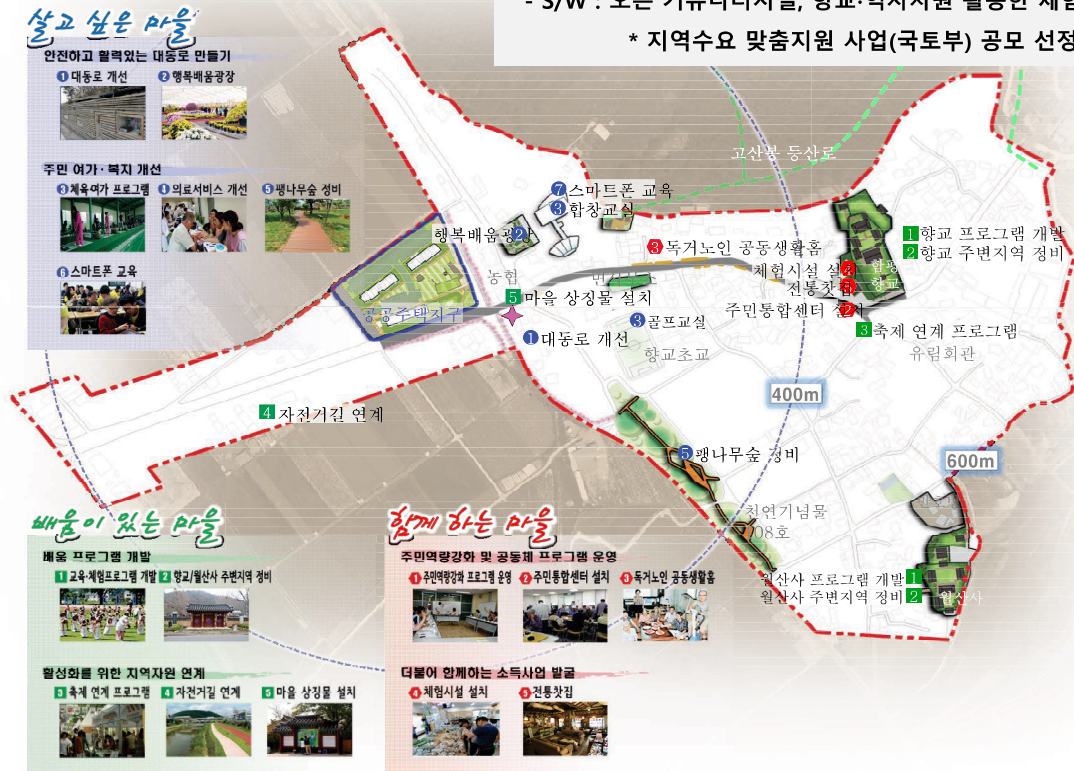 - S/W : 오픈 커뮤니티시설, 향교·역사자원 활용한 체험
* 지역수요 맞춤지원 사업(국토부) 공모 선정
살고 싶은 마을
안전하고 활력있는 대동로 만들기
1 대동로 개선 2 행복배움광장
주민 여가·복지 개선
3 체육여가 프로그램 4 의료서비스 개선 5 팽나무숲 정비
6 스마트폰 교육
고산봉 등산로
7 스마트폰 교육
3 합창교실
행복배움광장 2
3 독거노인 공동생활홈
1 향교 프로그램 개발
2 향교 주변지역 정비
농협
체험시설 설치
함평
향교
전통찻집
5 마을 상징물 설치
주민통합센터 설치 2
공공주택지구
3 골프교실
3 축제 연계 프로그램
1 대동로 개선
향교초교
유림회관
400m
4 자전거길 연계
5 팽나무숲 정비
600m
천연기념물
108호
월산사 프로그램 개발 1
월산사 주변지역 정비 2
월산사
배움이 있는 마을
배움 프로그램 개발
1 교육·체험프로그램 개발 2 향교/월산사 주변지역 정비
활성화를 위한 지역자원 연계
3 축제 연계 프로그램 4 자전거길 연계 5 마을 상징물 설치
함께 하는 마을
주민역량강화 및 공동체 프로그램 운영
1 주민역량강화 프로그램 운영 2 주민통합센터 설치 3 독거노인 공동생활홈
더불어 함께하는 소득사업 발굴
4 체험시설 설치 5 전통찻집